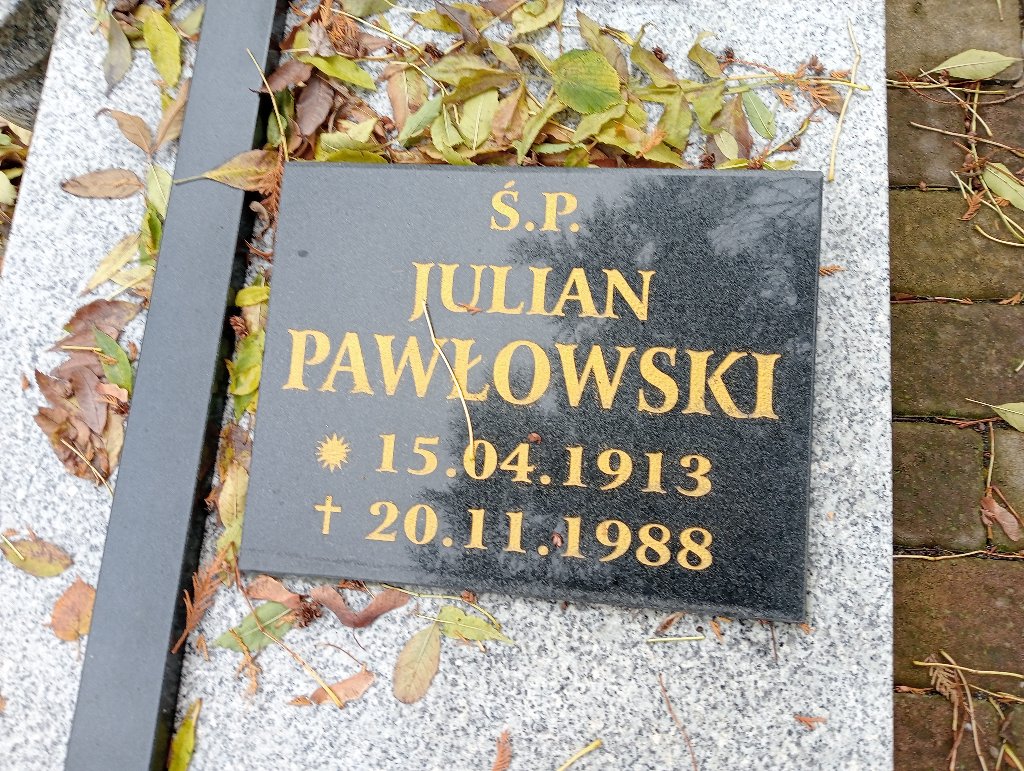 Ś.P.
JULIAN
PAWŁOWSKI
15.04.1913
20.11.1988